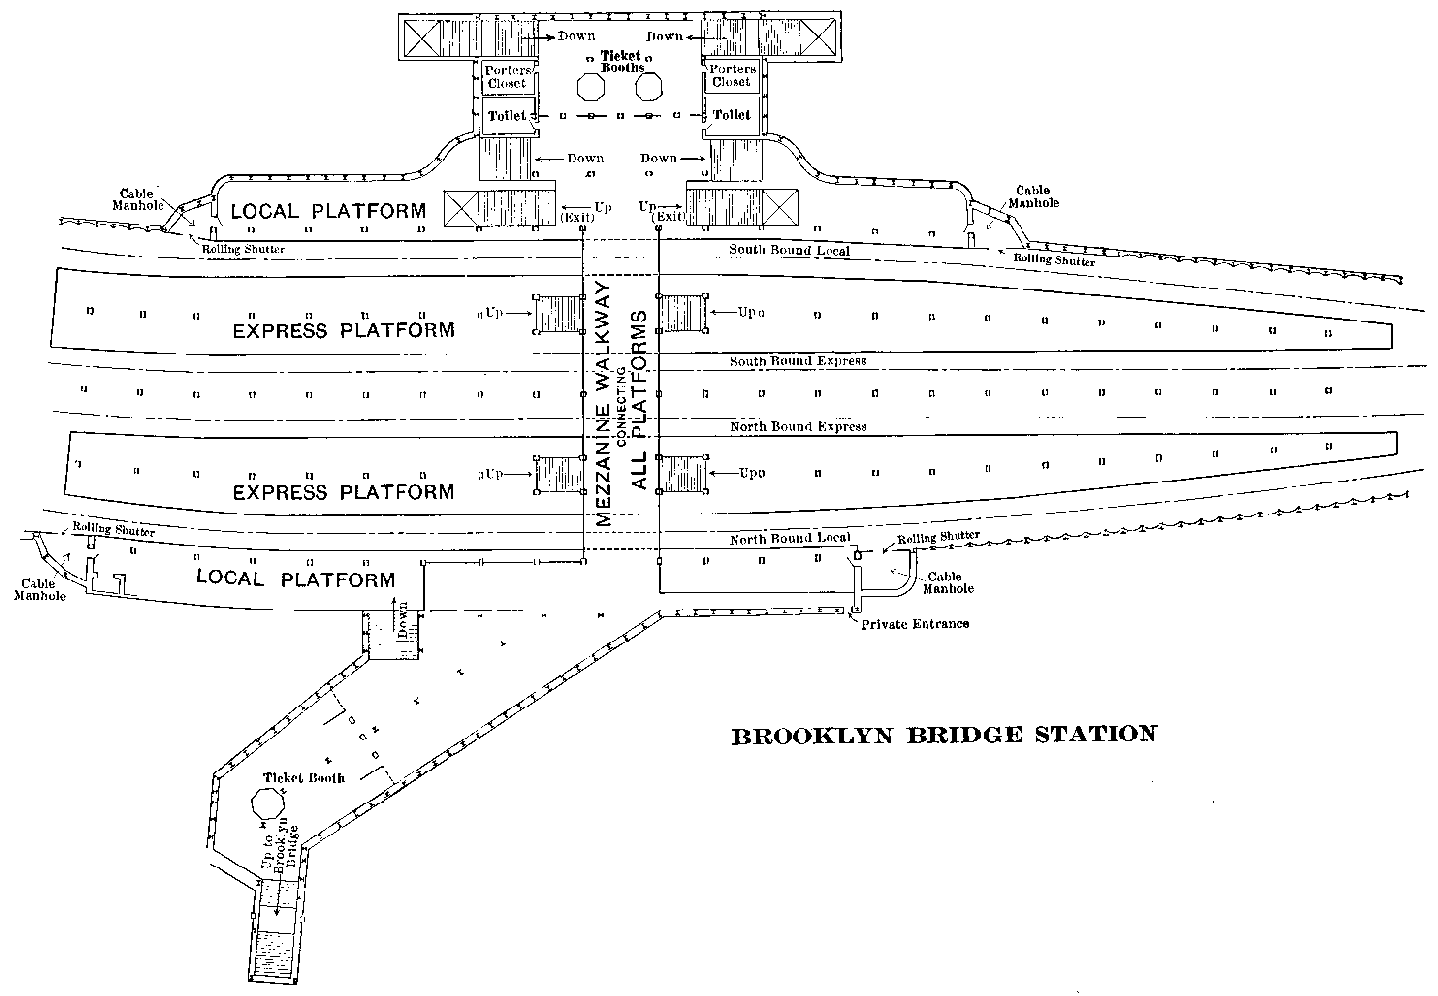 Down Down
Ticket
Booths
Porters
Closet
Porters
Closet
Toilet Toilet
Down Down
Cable
Manhole
Cable
Manhole
LOCAL PLATFORM
Up
(Exit)
Up
(Exit)
Rolling Shutter
South Bound Local
Rolling Shutter
MEZZANINE WALKWAY
CONNECTING
ALL PLATFORMS
Up Up
EXPRESS PLATFORM
South Bound Express
North Bound Express
Up Up
EXPRESS PLATFORM
Rolling Shutter
North Bound Local
Rolling Shutter
LOCAL PLATFORM
Cable
Manhole
Cable
Manhole
Down
Private Entrance
BROOKLYN BRIDGE STATION
Ticket Booth
Up to
Brooklyn
Bridge